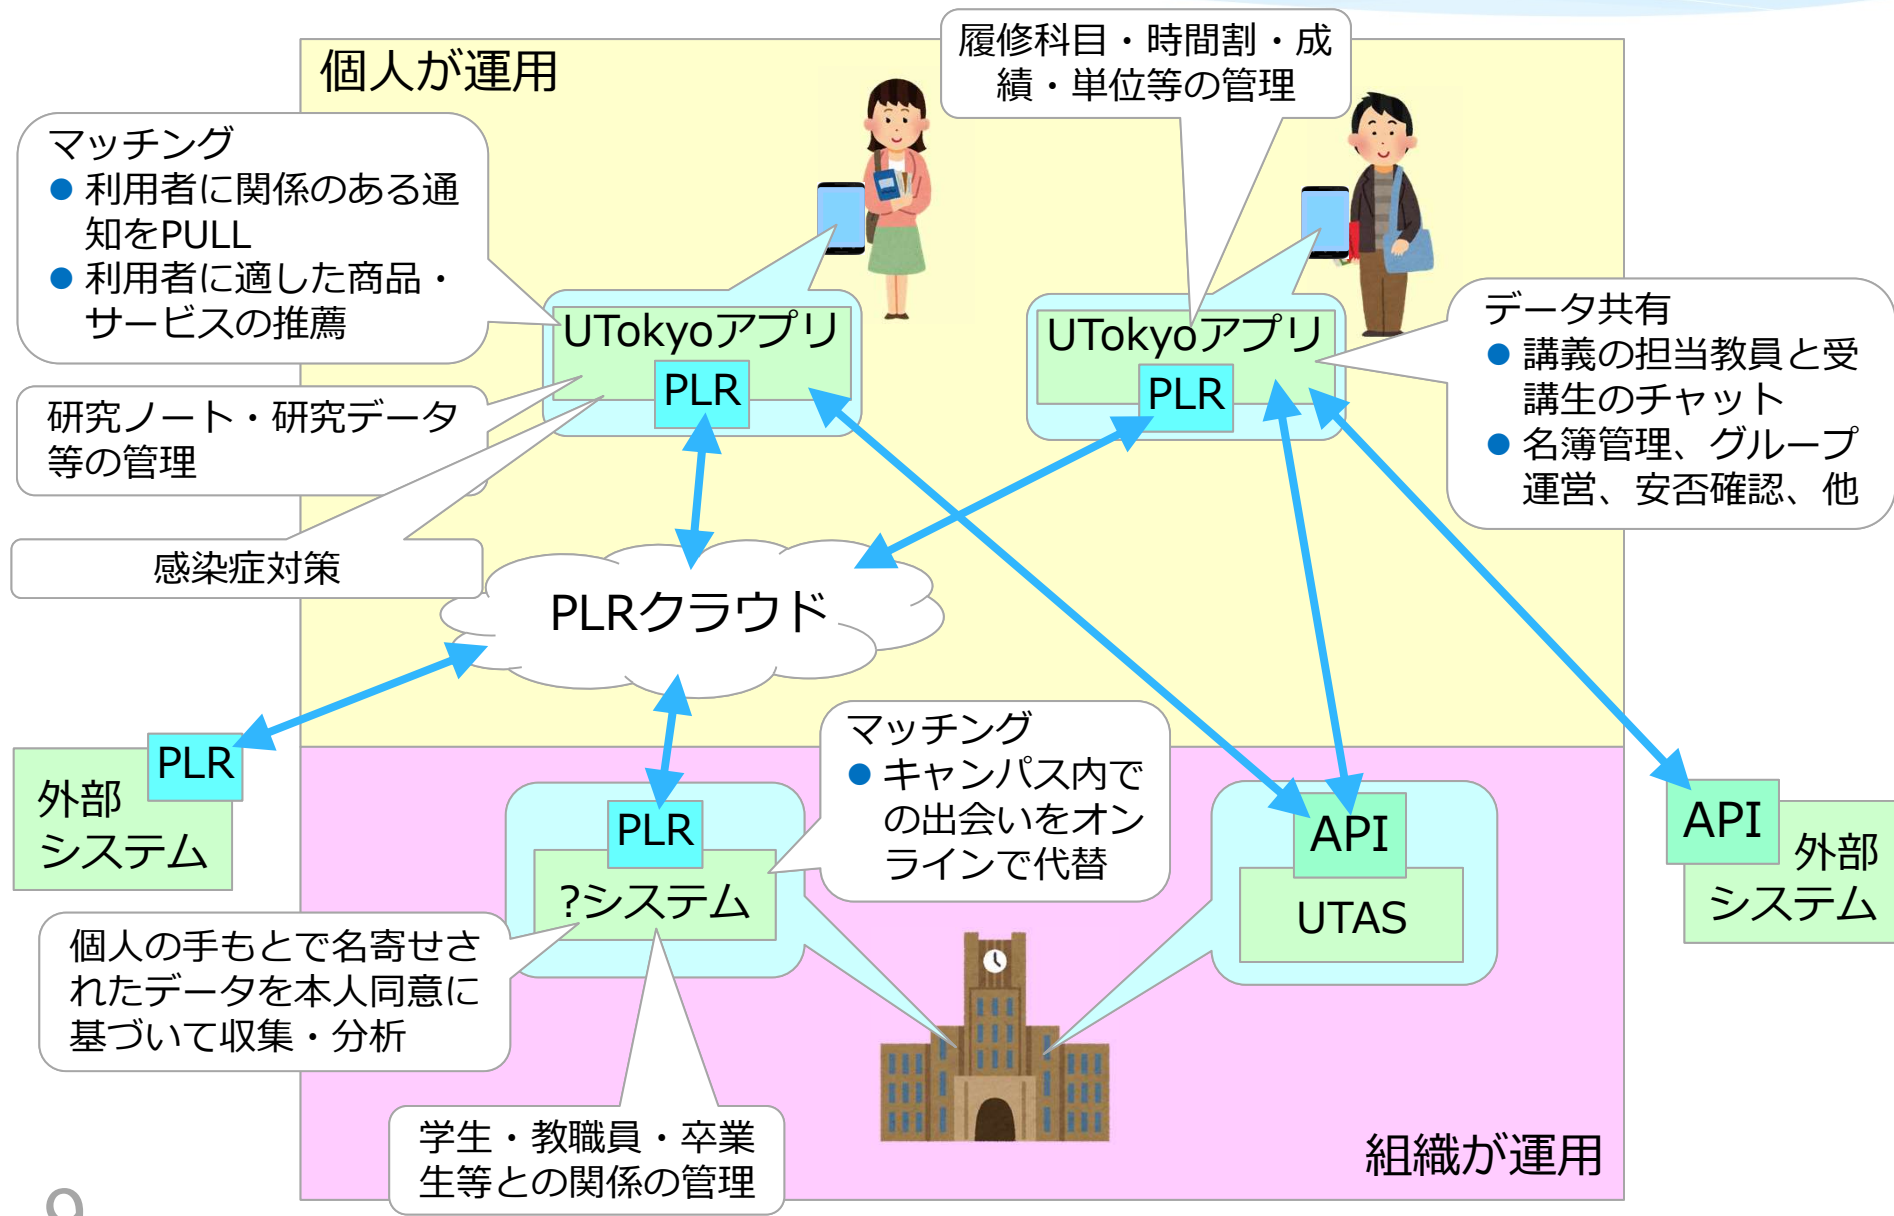 個人が運用
履修科目・時間割・成
績・単位等の管理
マッチング
● 利用者に関係のある通
知をPULL
● 利用者に適した商品・
サービスの推薦
UTokyoアプリ
PLR
UTokyoアプリ
PLR
データ共有
● 講義の担当教員と受
講生のチャット
● 名簿管理、グループ
運営、安否確認、他
研究ノート・研究データ
等の管理
感染症対策
PLRクラウド
PLR
外部
システム
マッチング
● キャンパス内で
の出会いをオン
ラインで代替
PLR
?システム
API
UTAS
API
外部
システム
個人の手もとで名寄せさ
れたデータを本人同意に
基づいて収集・分析
学生・教職員・卒業
生等との関係の管理
組織が運用